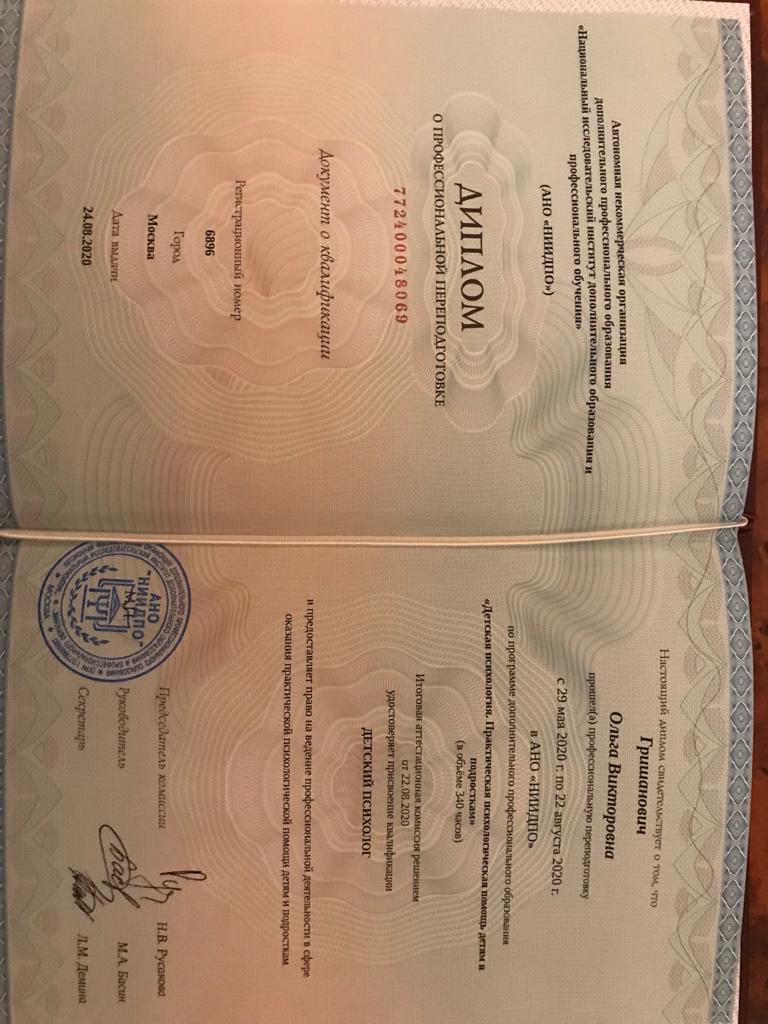 Автономная некоммерческая организация
дополнительного профессионального образования
«Национальный исследовательский институт дополнительного образования и
профессионального обучения»
(АНО «НИИДПО»)
ДИПЛОМ
О ПРОФЕССИОНАЛЬНОЙ ПЕРЕПОДГОТОВКЕ
772400048069
Документ о квалификации
Регистрационный номер
6896
Город
Москва
Дата выдачи
24.08.2020
Настоящий диплом свидетельствует о том, что
Гришанович
Ольга Викторовна
прошел(а) профессиональную переподготовку
с 29 мая 2020 г. по 22 августа 2020 г.
в АНО «НИИДПО»
по программе дополнительного профессионального образования
«Детская психология. Практическая психологическая помощь детям и
подросткам»
(в объёме 340 часов)
Итоговая аттестационная комиссия решением
от 22.08.2020
удостоверяет присвоение квалификации
ДЕТСКИЙ ПСИХОЛОГ
и предоставляет право на ведение профессиональной деятельности в сфере
оказания практической психологической помощи детям и подросткам
Председатель комиссии Н.В. Русакова
Руководитель М.А. Басин
Секретарь Л.М. Демина
АНО
"НИИДПО"
М.П.
МОСКВА